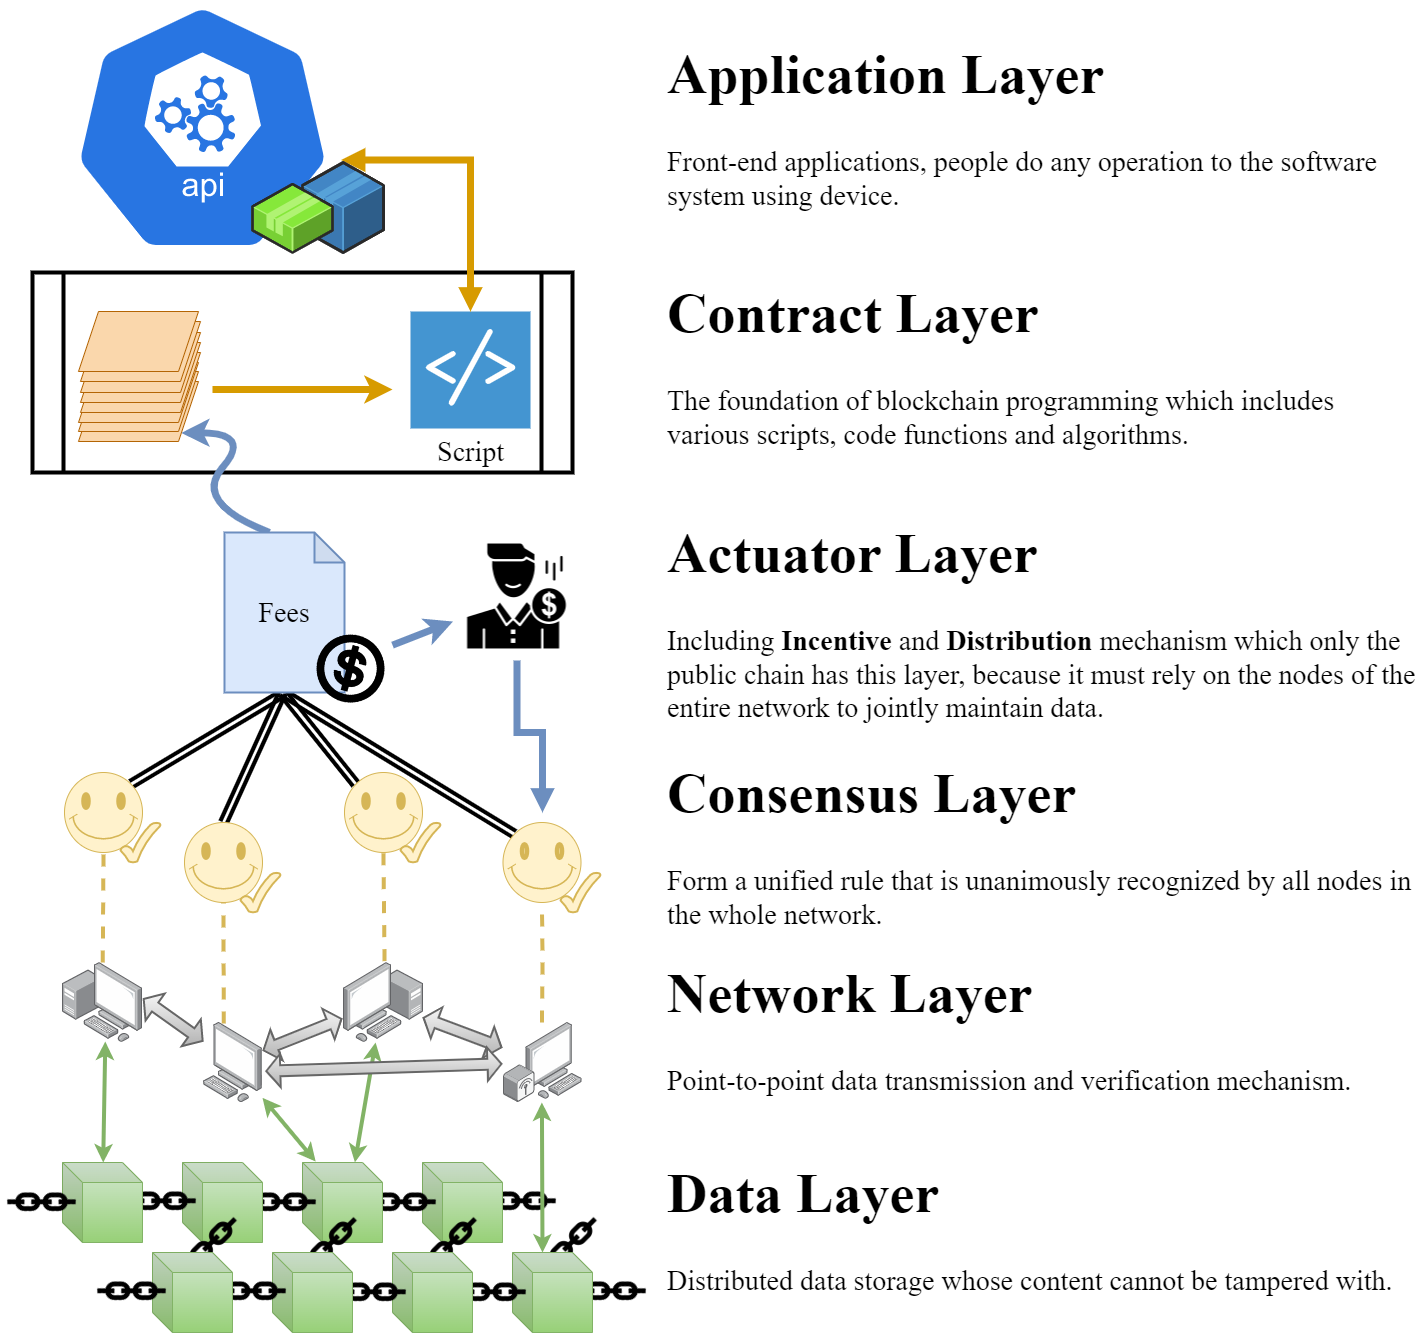 api
Application Layer
Front-end applications, people do any operation to the software
system using device.
Contract Layer
The foundation of blockchain programming which includes
various scripts, code functions and algorithms.
</>
Script
Actuator Layer
Including Incentive and Distribution mechanism which only the
public chain has this layer, because it must rely on the nodes of the
entire network to jointly maintain data.
Fees
$
$
Consensus Layer
Form a unified rule that is unanimously recognized by all nodes in
the whole network.
Network Layer
Point-to-point data transmission and verification mechanism.
Data Layer
Distributed data storage whose content cannot be tampered with.